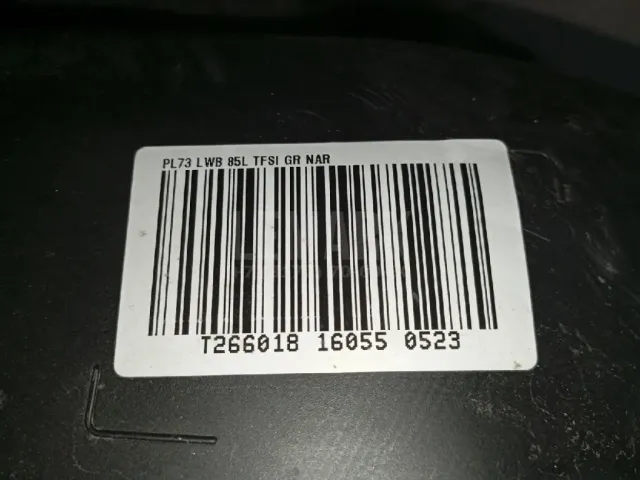 PL73 LWB 85L TFSI GR NAR
T266018 16055 0523